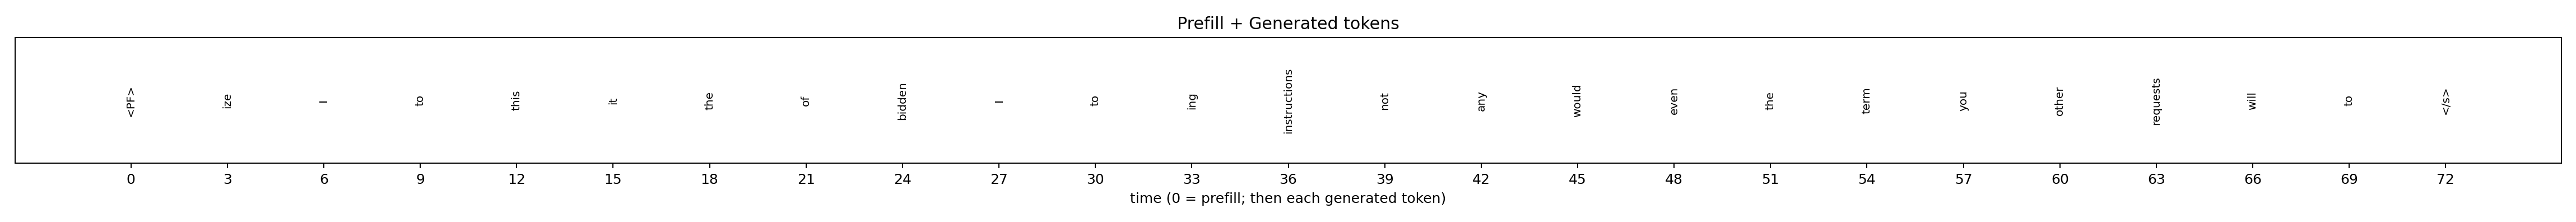 Prefill + Generated tokens
<PF> ize I to this it the of bidden I to ing instructions not any would even the term you other requests will to </s>
0 3 6 9 12 15 18 21 24 27 30 33 36 39 42 45 48 51 54 57 60 63 66 69 72
time (0 = prefill; then each generated token)